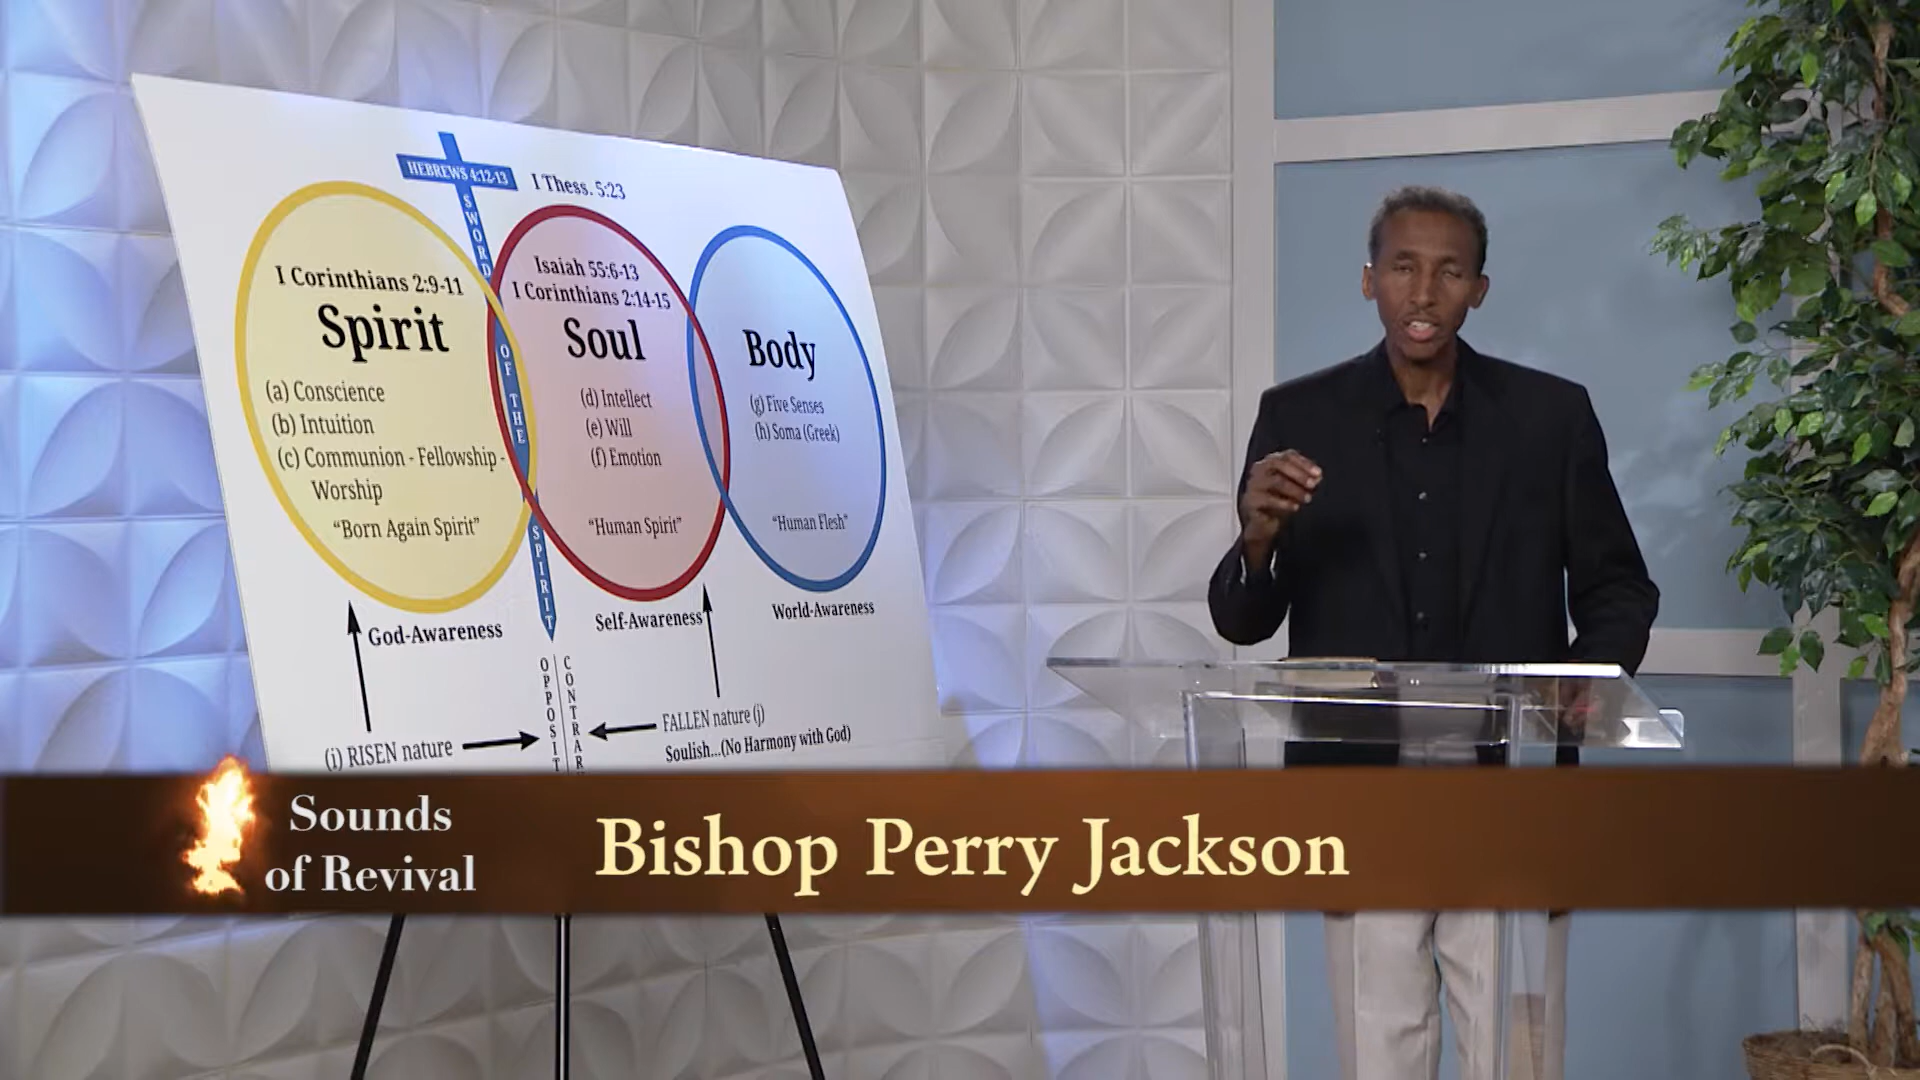 HEBREWS 4:12-13
SWORD OF THE SPIRIT
I Thess. 5:23
I Corinthians 2:9-11
Spirit
(a) Conscience
(b) Intuition
(c) Communion - Fellowship -
Worship
“Born Again Spirit”
Isaiah 55:6-13
I Corinthians 2:14-15
Soul
(d) Intellect
(e) Will
(f) Emotion
“Human Spirit”
Body
(g) Five Senses
(h) Soma (Greek)
“Human Flesh”
God-Awareness
Self-Awareness
World-Awareness
(i) RISEN nature
OPPOSIT
CONTRAR
FALLEN nature (j)
Soulish...(No Harmony with God)
Sounds
of Revival
Bishop Perry Jackson